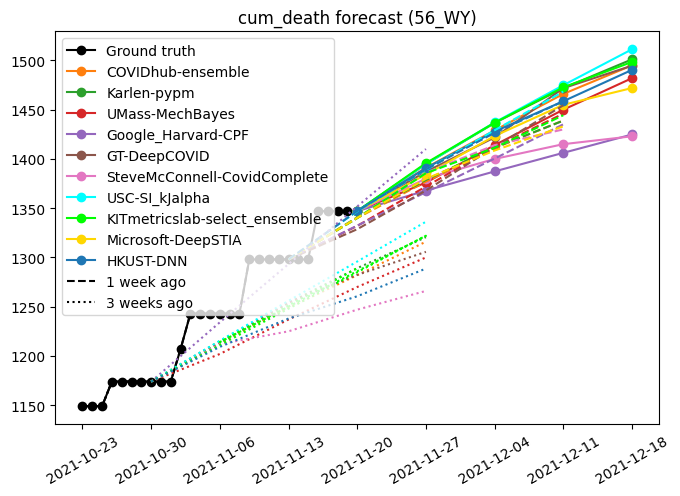 cum_death forecast (56_WY)
1500
1450
1400
1350
1300
1250
1200
1150
Ground truth
COVIDhub-ensemble
Karlen-pypm
UMass-MechBayes
Google_Harvard-CPF
GT-DeepCOVID
SteveMcConnell-CovidComplete
USC-SI_kJalpha
KITmetricslab-select_ensemble
Microsoft-DeepSTIA
HKUST-DNN
1 week ago
3 weeks ago
2021-10-23
2021-10-30
2021-11-06
2021-11-13
2021-11-20
2021-11-27
2021-12-04
2021-12-11
2021-12-18